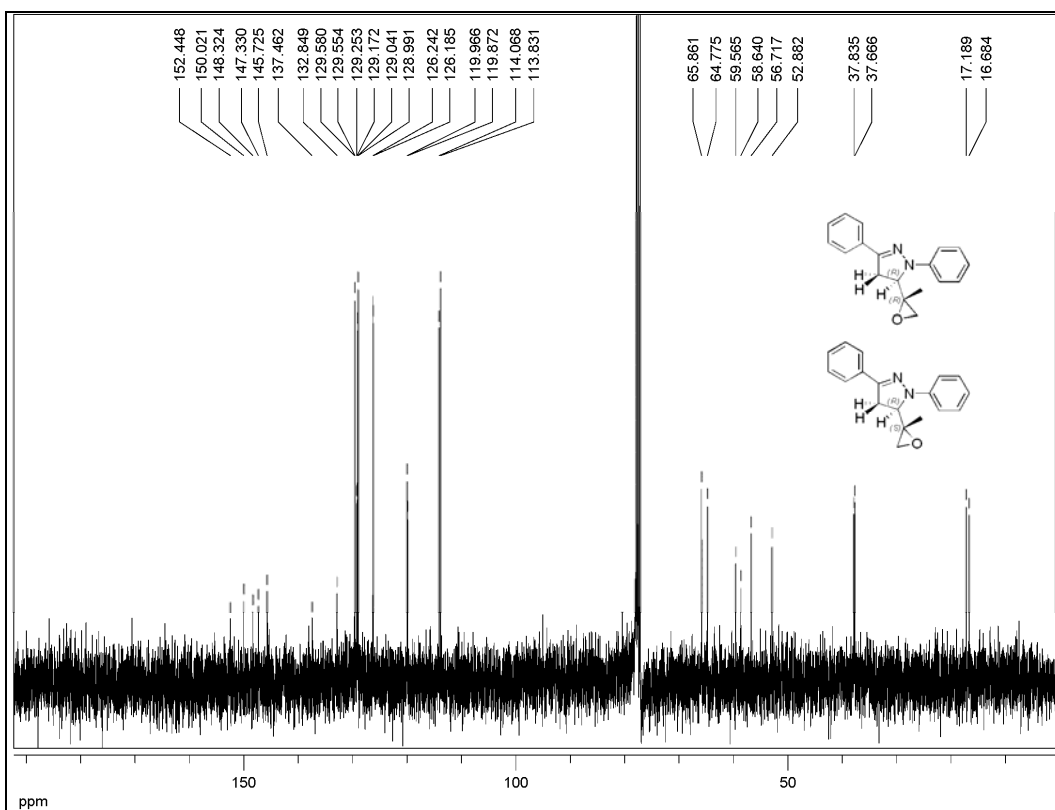 152.448
150.021
148.324
147.330
145.725
137.462
132.849
129.580
129.554
129.253
129.172
129.041
128.991
126.242
126.185
119.986
119.872
114.068
113.831
65.861
64.775
59.565
58.640
56.717
52.882
37.835
37.666
17.189
16.684
N
N
(R)
H
H
H
(R)
O
N
N
(R)
H
H
H
(S)
O
150
100
50
ppm